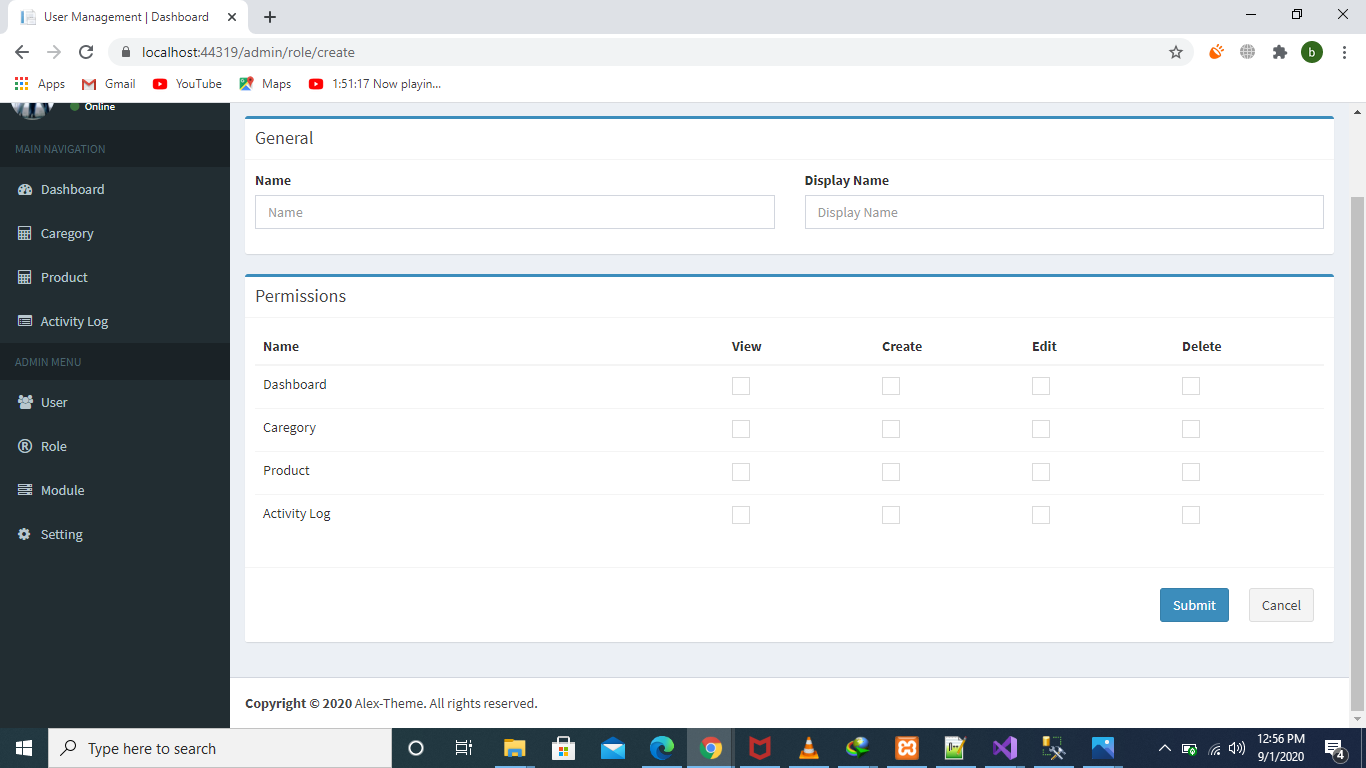 User Management | Dashboard
localhost:44319/admin/role/create
b
Apps Gmail YouTube Maps 1:51:17 Now playin...
Online
MAIN NAVIGATION
Dashboard
Caregory
Product
Activity Log
ADMIN MENU
User
Role
Module
Setting
General
Name Display Name
Name Display Name
Permissions
Name View Create Edit Delete
Dashboard
Caregory
Product
Activity Log
Submit Cancel
Copyright © 2020 Alex-Theme. All rights reserved.
Type here to search
12:56 PM
9/1/2020
4